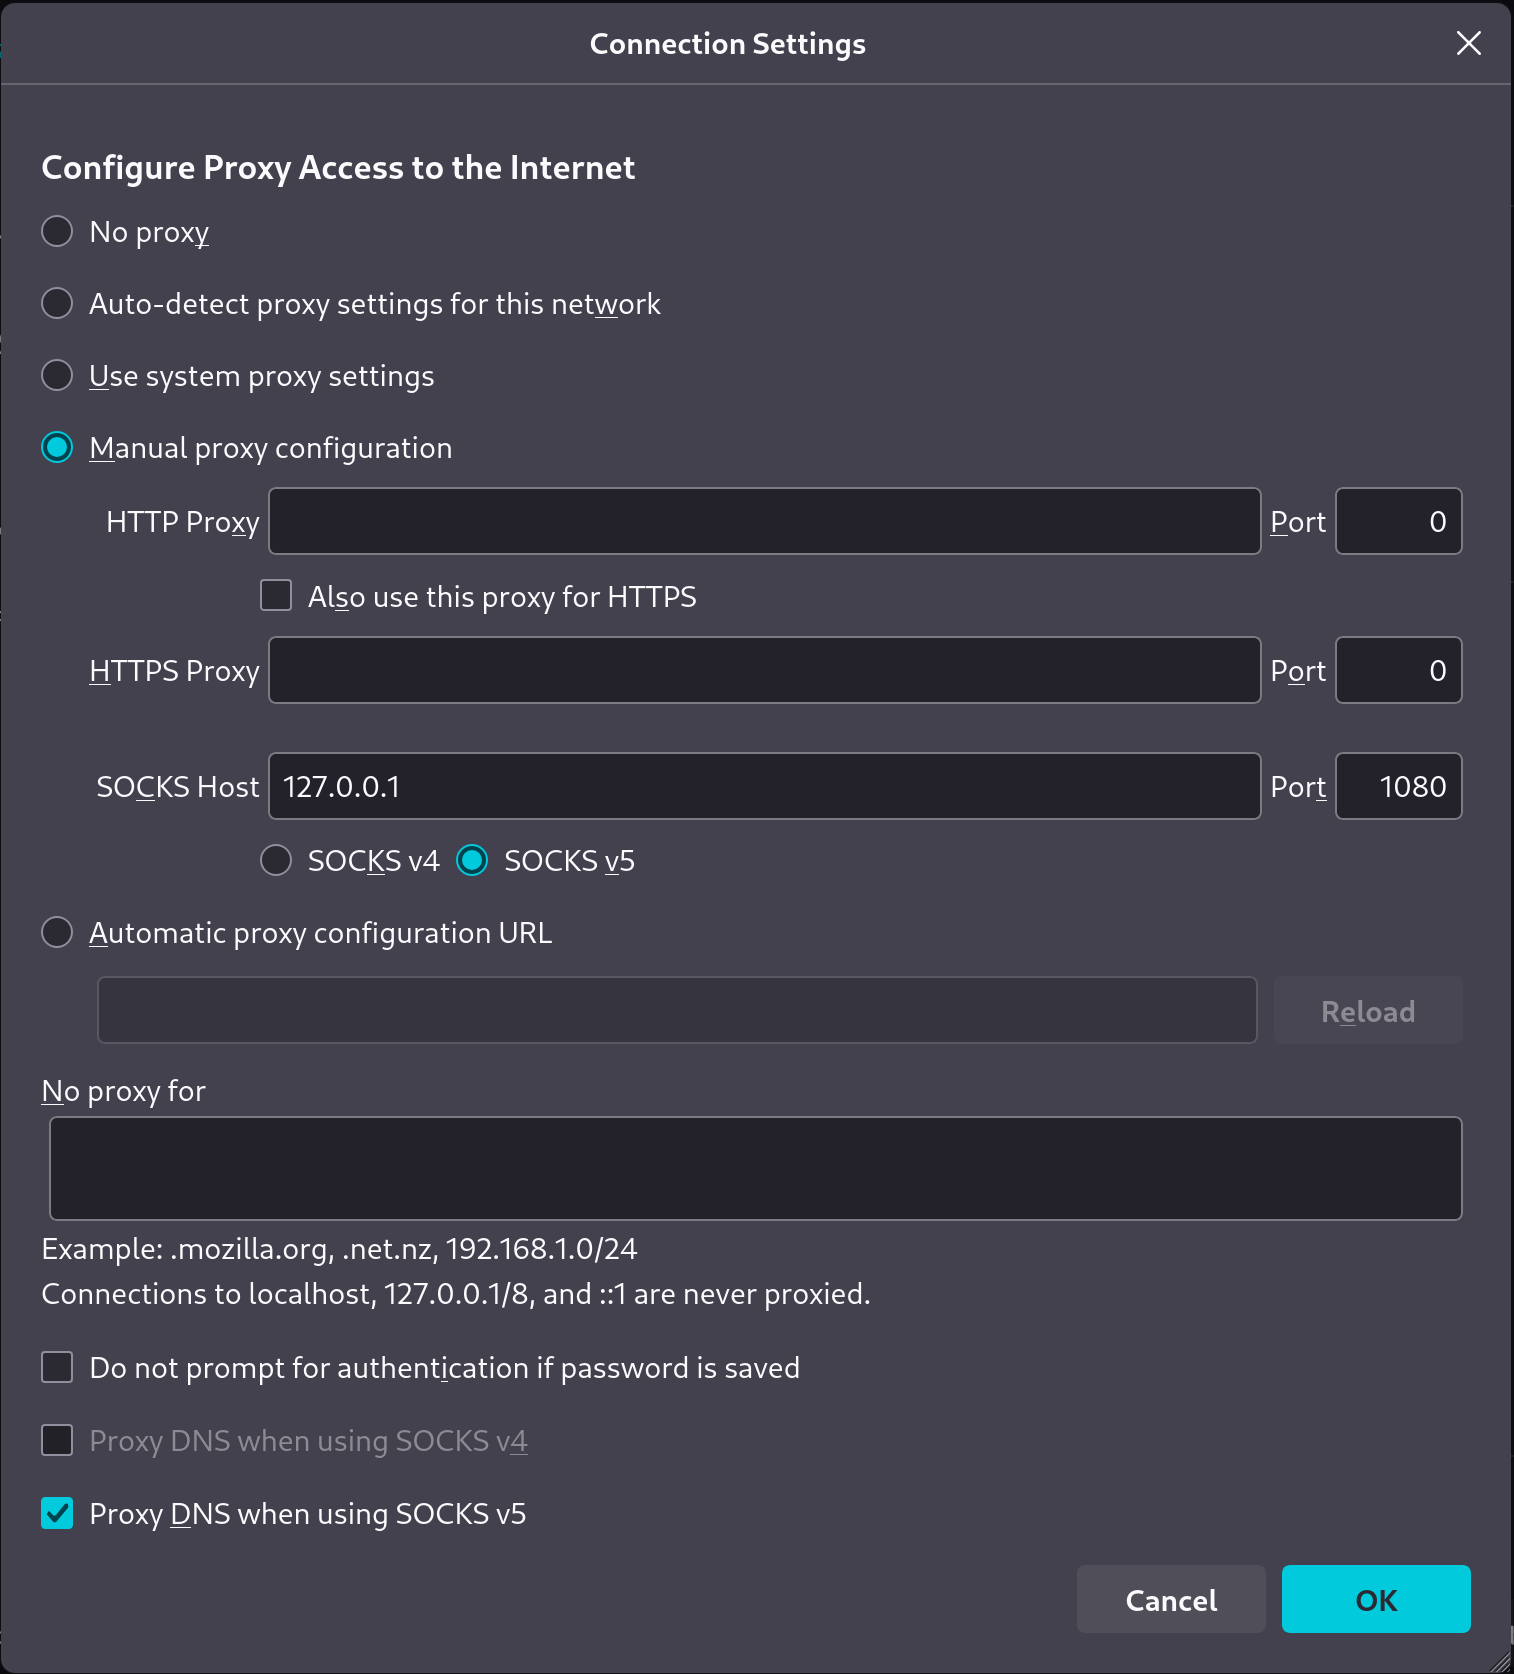 Connection Settings
Configure Proxy Access to the Internet
No proxy
Auto-detect proxy settings for this network
Use system proxy settings
Manual proxy configuration
HTTP Proxy Port 0
Also use this proxy for HTTPS
HTTPS Proxy Port 0
SOCKS Host 127.0.0.1 Port 1080
SOCKS v4 SOCKS v5
Automatic proxy configuration URL
Reload
No proxy for
Example: .mozilla.org, .net.nz, 192.168.1.0/24
Connections to localhost, 127.0.0.1/8, and ::1 are never proxied.
Do not prompt for authentication if password is saved
Proxy DNS when using SOCKS v4
Proxy DNS when using SOCKS v5
Cancel OK